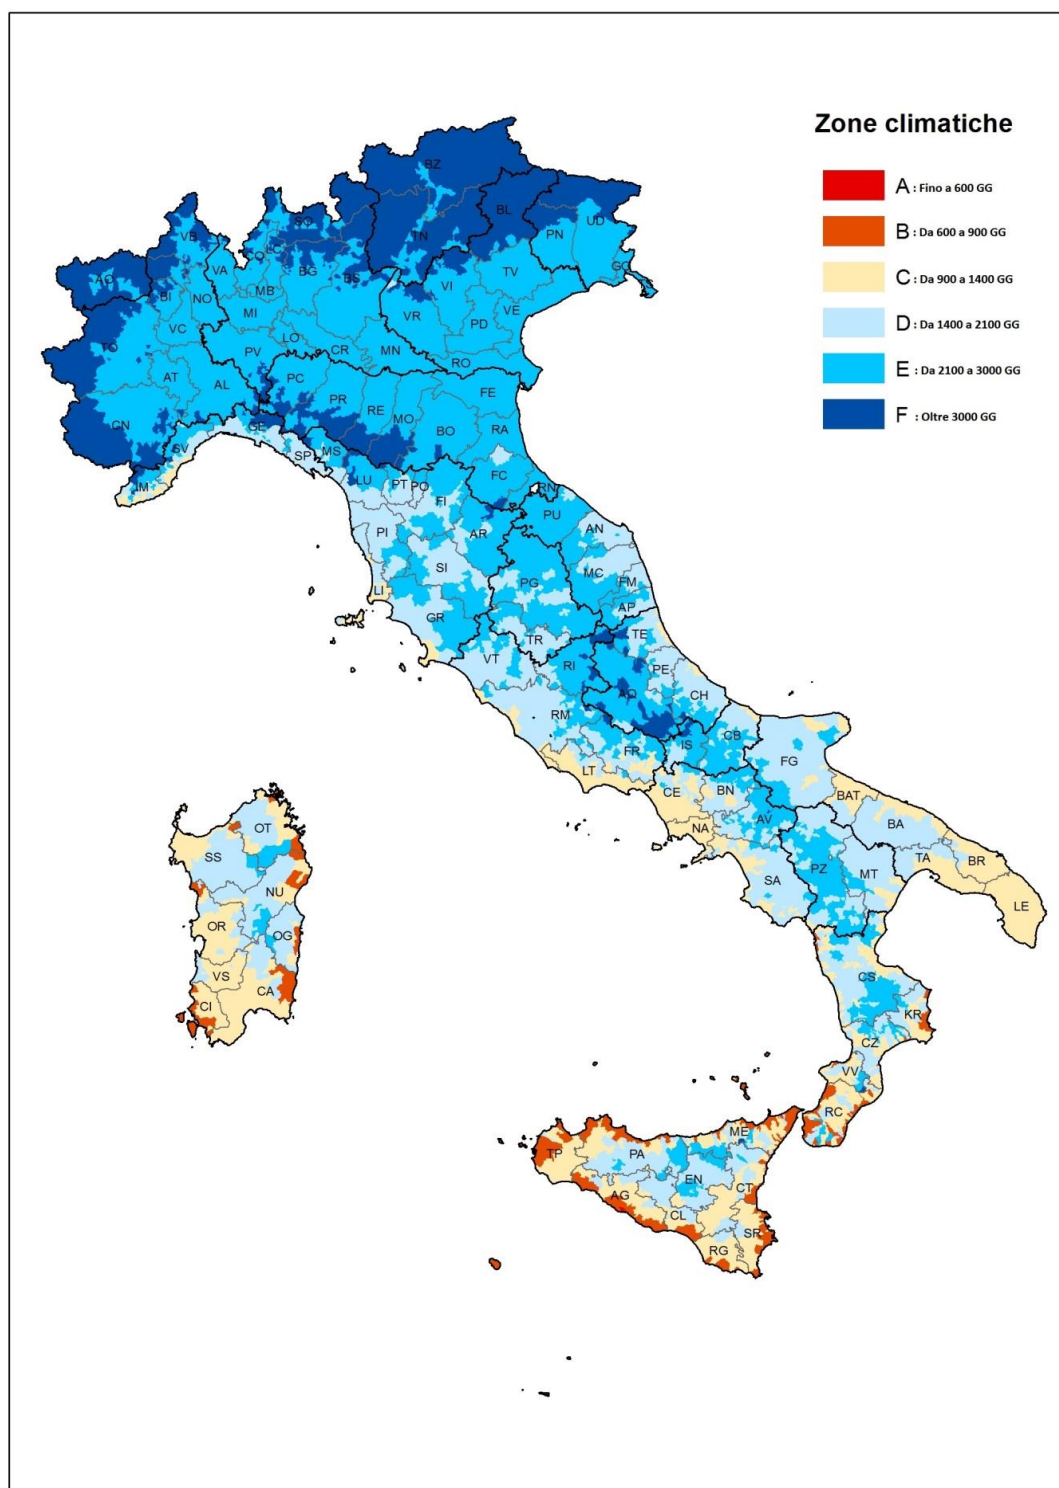 Zone climatiche
A : Fino a 600 GG
B : Da 600 a 900 GG
C : Da 900 a 1400 GG
D : Da 1400 a 2100 GG
E : Da 2100 a 3000 GG
F : Oltre 3000 GG
BZ
SO
TN
BL
UD
PN
VB
AO
VA
CO
LC
BG
BS
VI
TV
GO
TS
BI
NO
MB
MI
VR
PD
VE
TO
VC
LO
PV
CR
MN
RO
AT
AL
PC
PR
RE
MO
FE
CN
BO
RA
SV
GE
SP
MS
FC
IM
LU
PT
PO
FI
RN
PU
PI
AR
AN
SI
PG
MC
FM
LI
GR
AP
TR
TE
VT
RI
PE
AQ
CH
RM
FR
IS
CB
FG
LT
CE
BN
BAT
NA
AV
BA
SA
PZ
MT
TA
BR
LE
OT
SS
NU
OR
OG
VS
CI
CA
CS
KR
CZ
VV
RC
ME
TP
PA
EN
CT
AG
CL
SR
RG